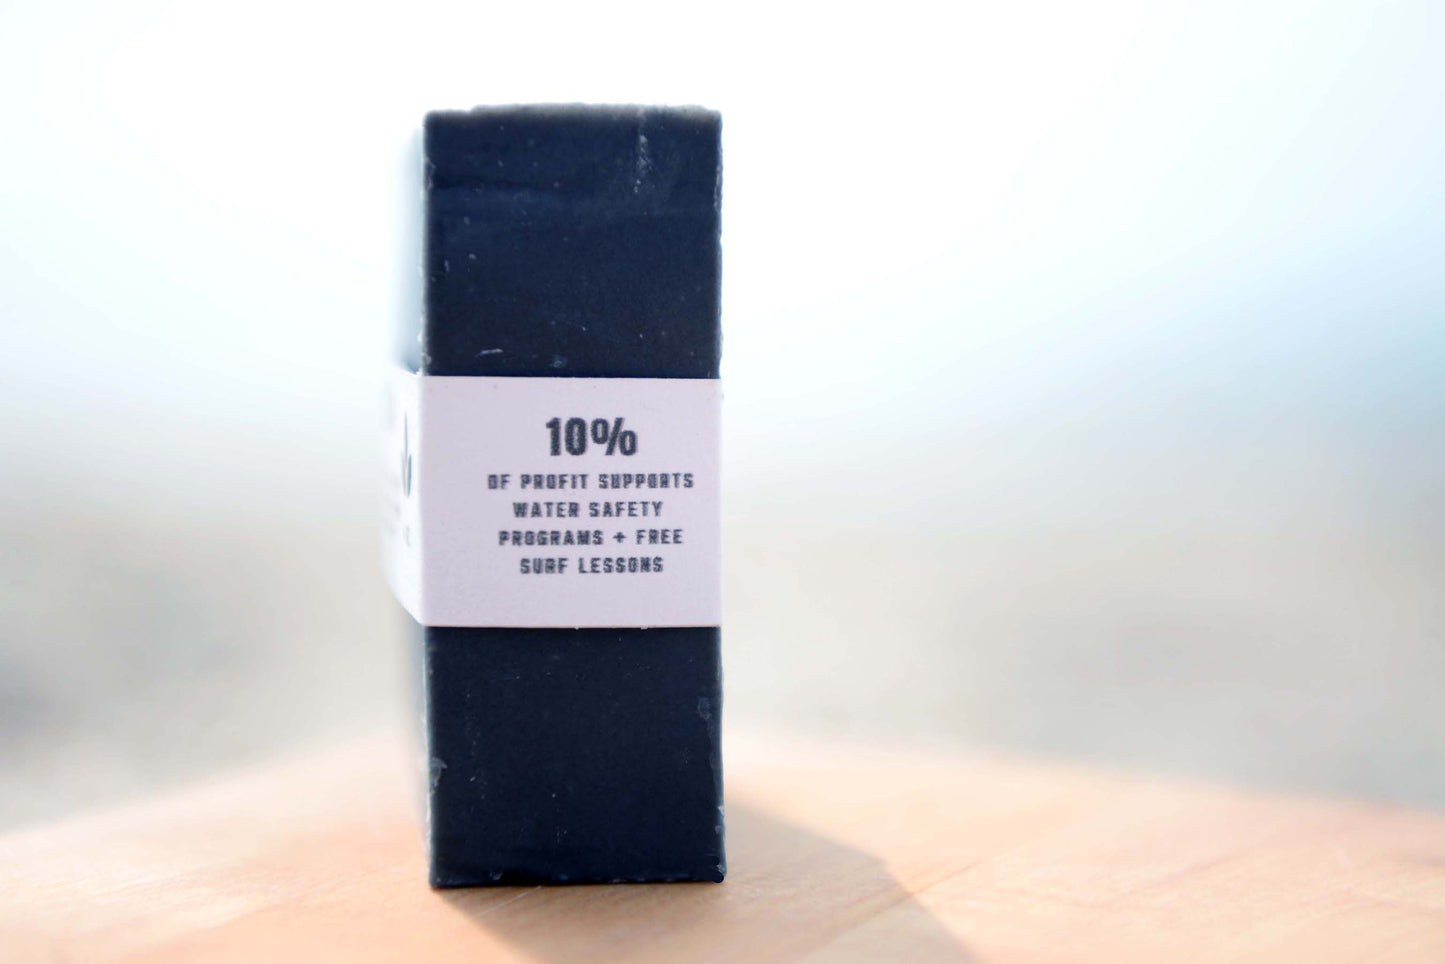 10%
OF PROFIT SUPPORTS
WATER SAFETY
PROGRAMS + FREE
SURF LESSONS